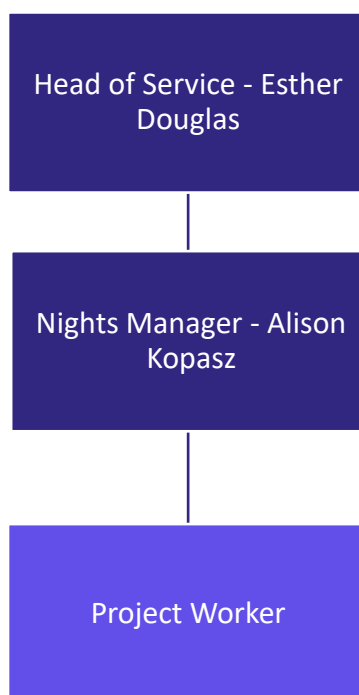 Head of Service - Esther
Douglas
Nights Manager - Alison
Kopasz
Project Worker